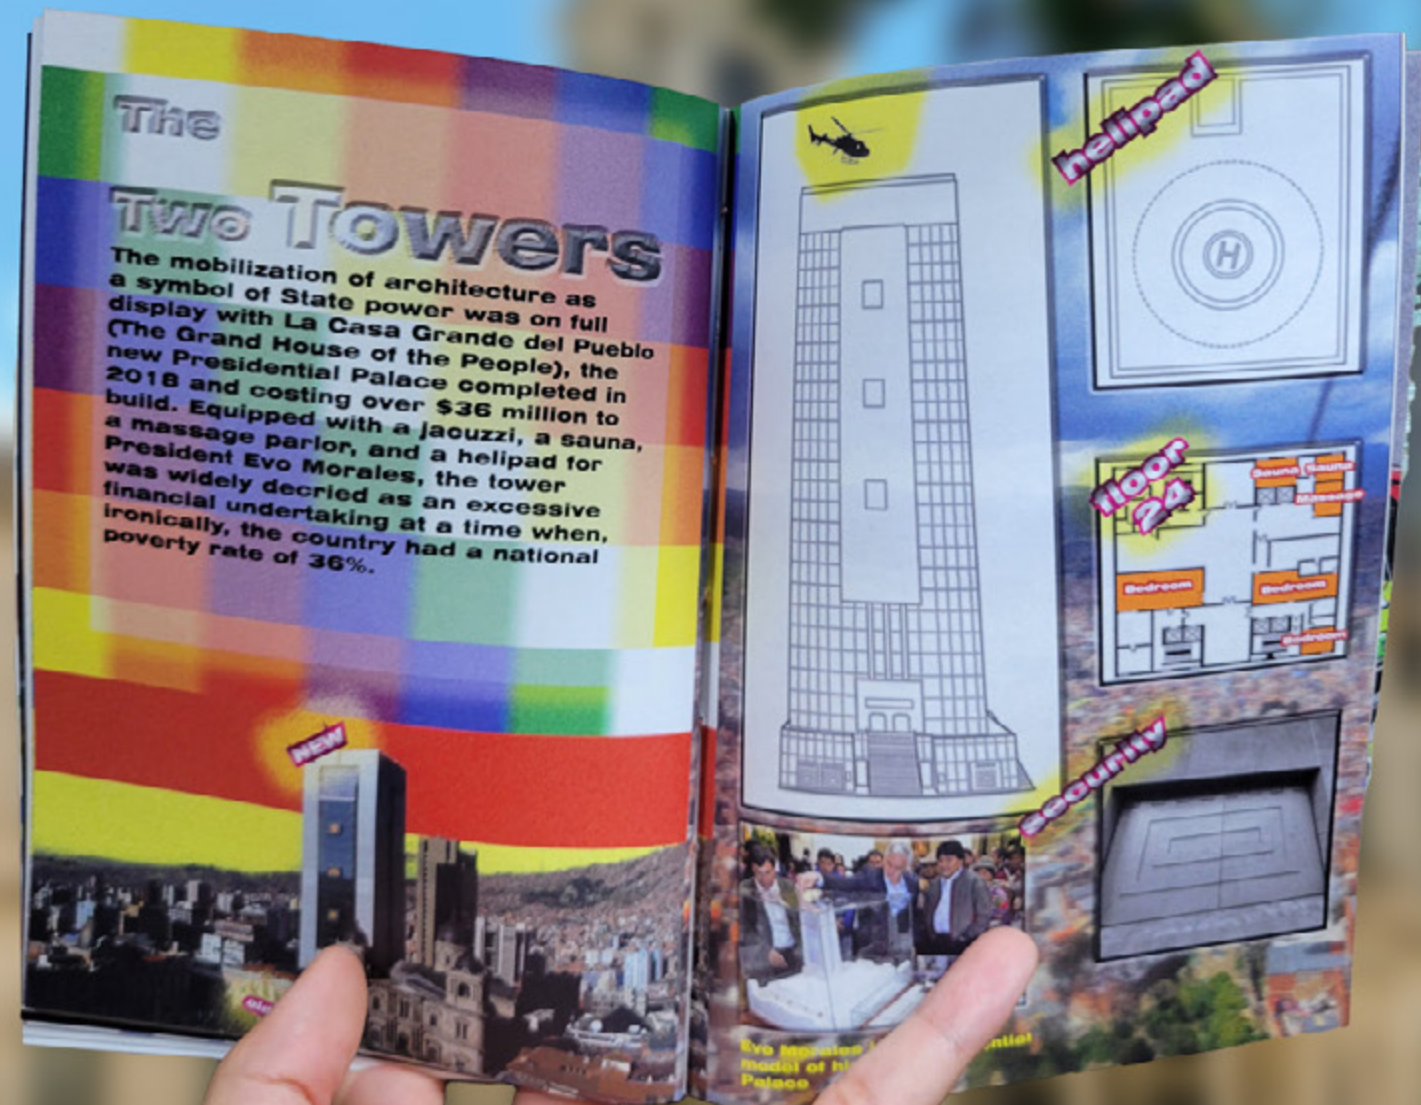 The
Two Towers
The mobilization of architecture as
a symbol of State power was on full
display with La Casa Grande del Pueblo
(The Grand House of the People), the
new Presidential Palace completed in
2018 and costing over $36 million to
build. Equipped with a jacuzzi, a sauna,
a massage parlor, and a helipad for
President Evo Morales, the tower
was widely decried as an excessive
financial undertaking at a time when,
ironically, the country had a national
poverty rate of 36%.
NEW
helipad
H
floor
24
Sauna Sauna
Massage
Bedroom
Bedroom
Bedroom
security
Evo Morales
model of
Palace